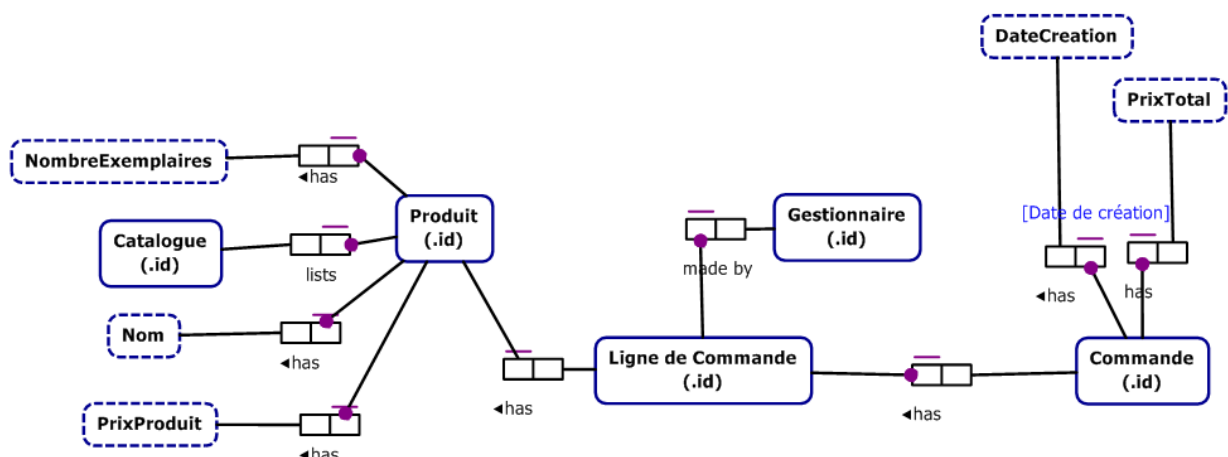 DateCreation
PrixTotal
NombreExemplaires
◄has
Produit
(.id)
Gestionnaire
(.id)
[Date de création]
Catalogue
(.id)
lists
made by
◄has
has
Nom
◄has
Ligne de Commande
(.id)
Commande
(.id)
◄has
◄has
PrixProduit
◄has